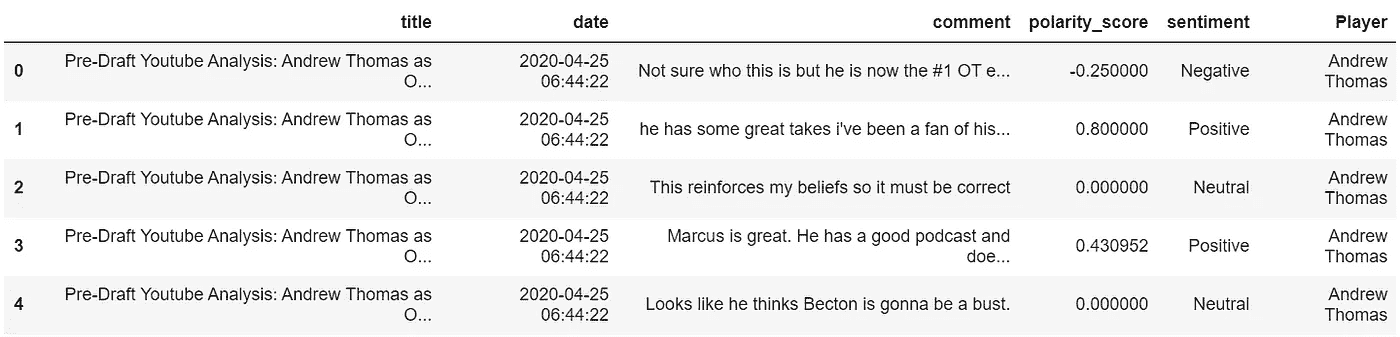 title date comment polarity_score sentiment Player
0 Pre-Draft Youtube Analysis: Andrew Thomas as O... 2020-04-25 06:44:22 Not sure who this is but he is now the #1 OT e... -0.250000 Negative Andrew Thomas
1 Pre-Draft Youtube Analysis: Andrew Thomas as O... 2020-04-25 06:44:22 he has some great takes i've been a fan of his... 0.800000 Positive Andrew Thomas
2 Pre-Draft Youtube Analysis: Andrew Thomas as O... 2020-04-25 06:44:22 This reinforces my beliefs so it must be correct 0.000000 Neutral Andrew Thomas
3 Pre-Draft Youtube Analysis: Andrew Thomas as O... 2020-04-25 06:44:22 Marcus is great. He has a good podcast and doe... 0.430952 Positive Andrew Thomas
4 Pre-Draft Youtube Analysis: Andrew Thomas as O... 2020-04-25 06:44:22 Looks like he thinks Becton is gonna be a bust. 0.000000 Neutral Andrew Thomas